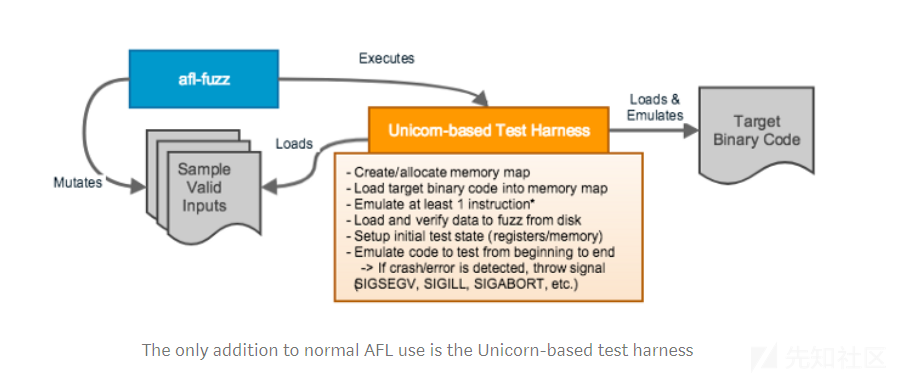 afl-fuzz
Executes
Unicorn-based Test Harness
Loads &
Emulates
Target
Binary Code
Loads
Mutates
Sample
Valid
Inputs
- Create/allocate memory map
- Load target binary code into memory map
- Emulate at least 1 instruction*
- Load and verify data to fuzz from disk
- Setup initial test state (registers/memory)
- Emulate code to test from beginning to end
-> If crash/error is detected, throw signal
(SIGSEGV, SIGILL, SIGABORT, etc.)
The only addition to normal AFL use is the Unicorn-based test harness
先知社区